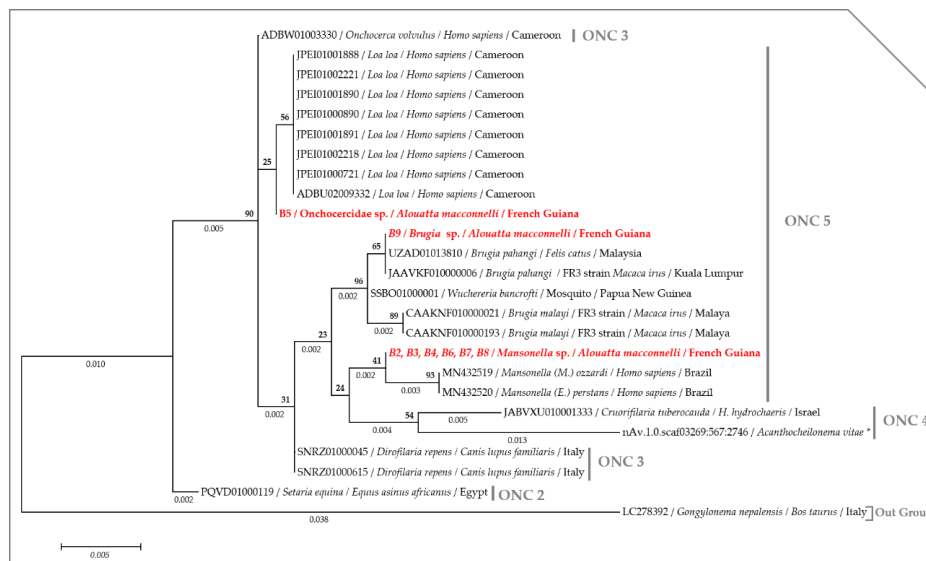 ADBW01003330 / Onchocerca volvulus / Homo sapiens / Cameroon
ONC 3
JPEI01001888 / Loa loa / Homo sapiens / Cameroon
JPEI01002221 / Loa loa / Homo sapiens / Cameroon
JPEI01001890 / Loa loa / Homo sapiens / Cameroon
JPEI01000890 / Loa loa / Homo sapiens / Cameroon
56
JPEI01001891 / Loa loa / Homo sapiens / Cameroon
JPEI01002218 / Loa loa / Homo sapiens / Cameroon
25
JPEI01000721 / Loa loa / Homo sapiens / Cameroon
ADBU02009332 / Loa loa / Homo sapiens / Cameroon
90
B5 / Onchocercidae sp. / Alouatta macconnelli / French Guiana
ONC 5
0.005
B9 / Brugia sp. / Alouatta macconnelli / French Guiana
65
UZAD01013810 / Brugia pahangi / Felis catus / Malaysia
JAAVKF010000006 / Brugia pahangi / FR3 strain Macaca irus / Kuala Lumpur
96
0.002
SSBO01000001 / Wuchereria bancrofti / Mosquito / Papua New Guinea
89
CAAKNF010000021 / Brugia malayi / FR3 strain / Macaca irus / Malaya
0.002
CAAKNF010000193 / Brugia malayi / FR3 strain / Macaca irus / Malaya
23
0.002
B2, B3, B4, B6, B7, B8 / Mansonella sp. / Alouatta macconnelli / French Guiana
41
0.010
0.002
93
MN432519 / Mansonella (M.) ozzardi / Homo sapiens / Brazil
24
0.003
MN432520 / Mansonella (E.) perstans / Homo sapiens / Brazil
31
0.002
54
JABVXU010001333 / Cruorifilaria tuberocauda / H. hydrochaeris / Israel
0.005
ONC 4
0.004
nAv.1.0.scaf03269:567:2746 / Acanthocheilonema vitae *
0.013
SNRZ01000045 / Dirofilaria repens / Canis lupus familiaris / Italy
ONC 3
SNRZ01000615 / Dirofilaria repens / Canis lupus familiaris / Italy
PQVD01000119 / Setaria equina / Equus asinus africanus / Egypt
ONC 2
0.002
LC278392 / Gongylonema nepalensis / Bos taurus / Italy
Out Grou
0.038
0.005